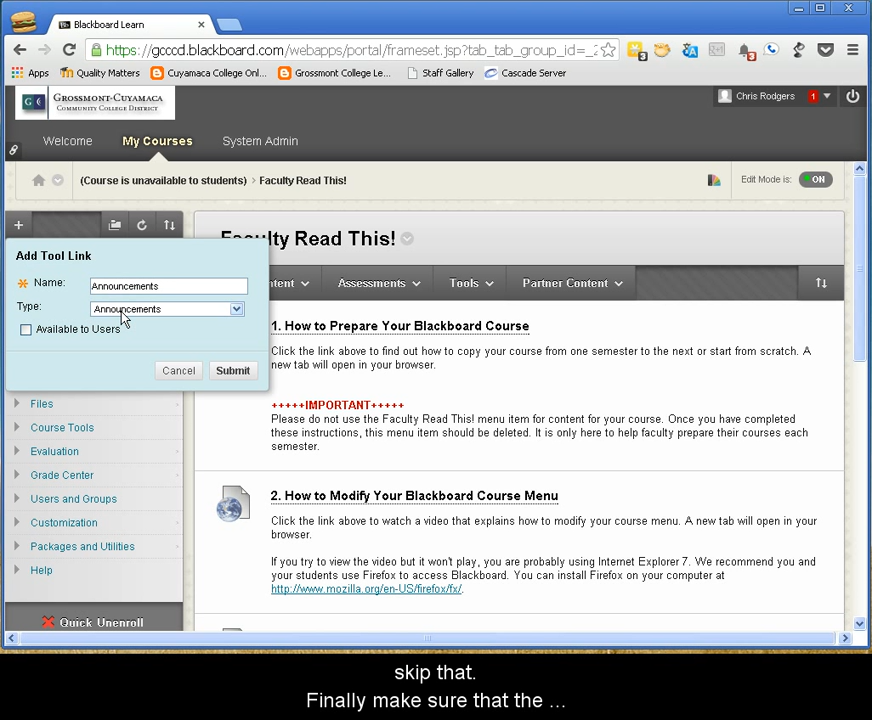 Blackboard Learn
https://gcccd.blackboard.com/webapps/portal/frameset.jsp?tab_tab_group_id=_2
Apps Quality Matters Cuyamaca College Onl... Grossmont College Le... Staff Gallery Cascade Server
GROSSMONT-CUYAMACA
COMMUNITY COLLEGE DISTRICT
Chris Rodgers 1
Welcome My Courses System Admin
(Course is unavailable to students) > Faculty Read This! Edit Mode is: ON
Faculty Read This!
Add Tool Link
Name: Announcements
Type: Announcements
Available to Users
Cancel Submit
ntent Assessments Tools Partner Content
1. How to Prepare Your Blackboard Course
Click the link above to find out how to copy your course from one semester to the next or start from scratch. A
new tab will open in your browser.
+++++IMPORTANT+++++
Please do not use the Faculty Read This! menu item for content for your course. Once you have completed
these instructions, this menu item should be deleted. It is only here to help faculty prepare their courses each
semester.
2. How to Modify Your Blackboard Course Menu
Click the link above to watch a video that explains how to modify your course menu. A new tab will open in your
browser.
If you try to view the video but it won't play, you are probably using Internet Explorer 7. We recommend you and
your students use Firefox to access Blackboard. You can install Firefox on your computer at
http://www.mozilla.org/en-US/firefox/fx/.
Files
Course Tools
Evaluation
Grade Center
Users and Groups
Customization
Packages and Utilities
Help
Quick Unenroll
skip that.
Finally make sure that the ...